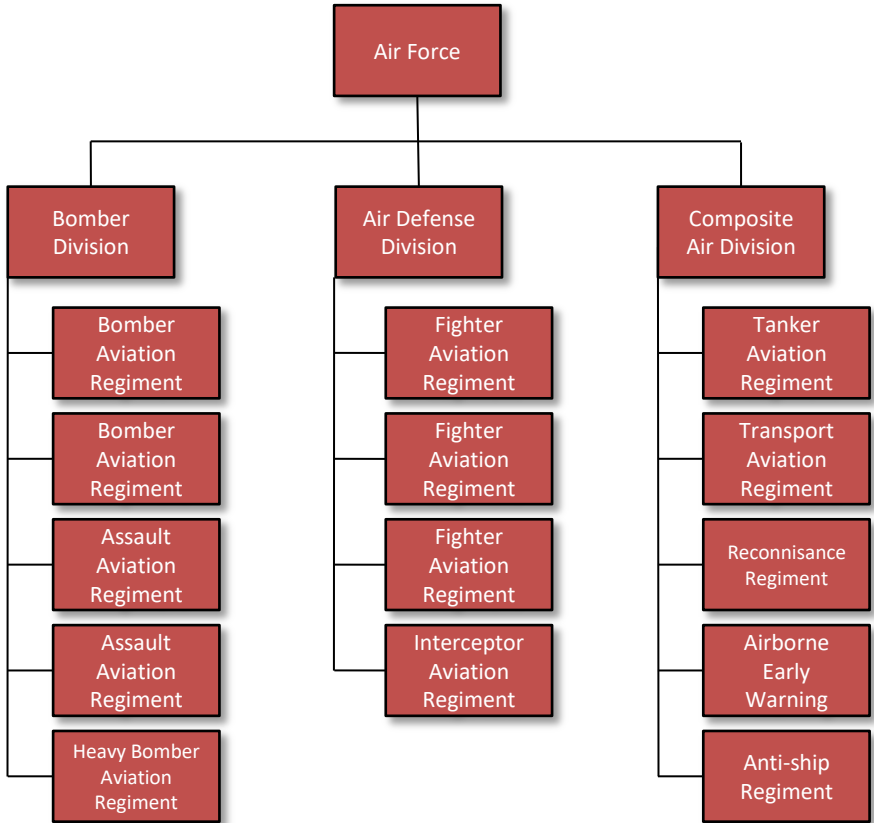 Air Force
Bomber
Division
Air Defense
Division
Composite
Air Division
Bomber
Aviation
Regiment
Bomber
Aviation
Regiment
Assault
Aviation
Regiment
Assault
Aviation
Regiment
Heavy Bomber
Aviation
Regiment
Fighter
Aviation
Regiment
Fighter
Aviation
Regiment
Fighter
Aviation
Regiment
Interceptor
Aviation
Regiment
Tanker
Aviation
Regiment
Transport
Aviation
Regiment
Reconnisance
Regiment
Airborne
Early
Warning
Anti-ship
Regiment